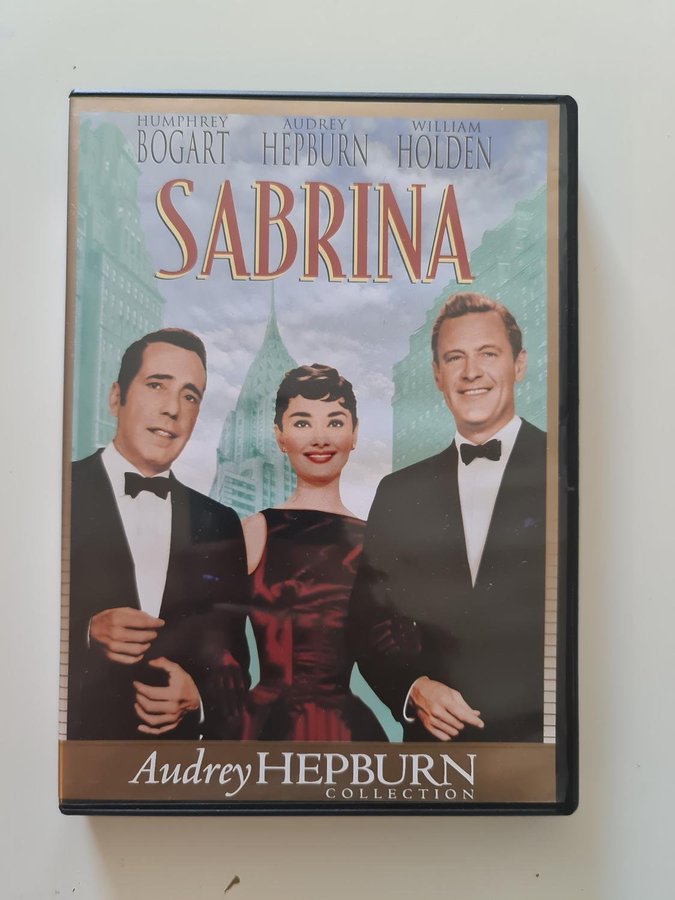 HUMPHREY AUDREY WILLIAM
BOGART HEPBURN HOLDEN
SABRINA
Audrey HEPBURN
COLLECTION